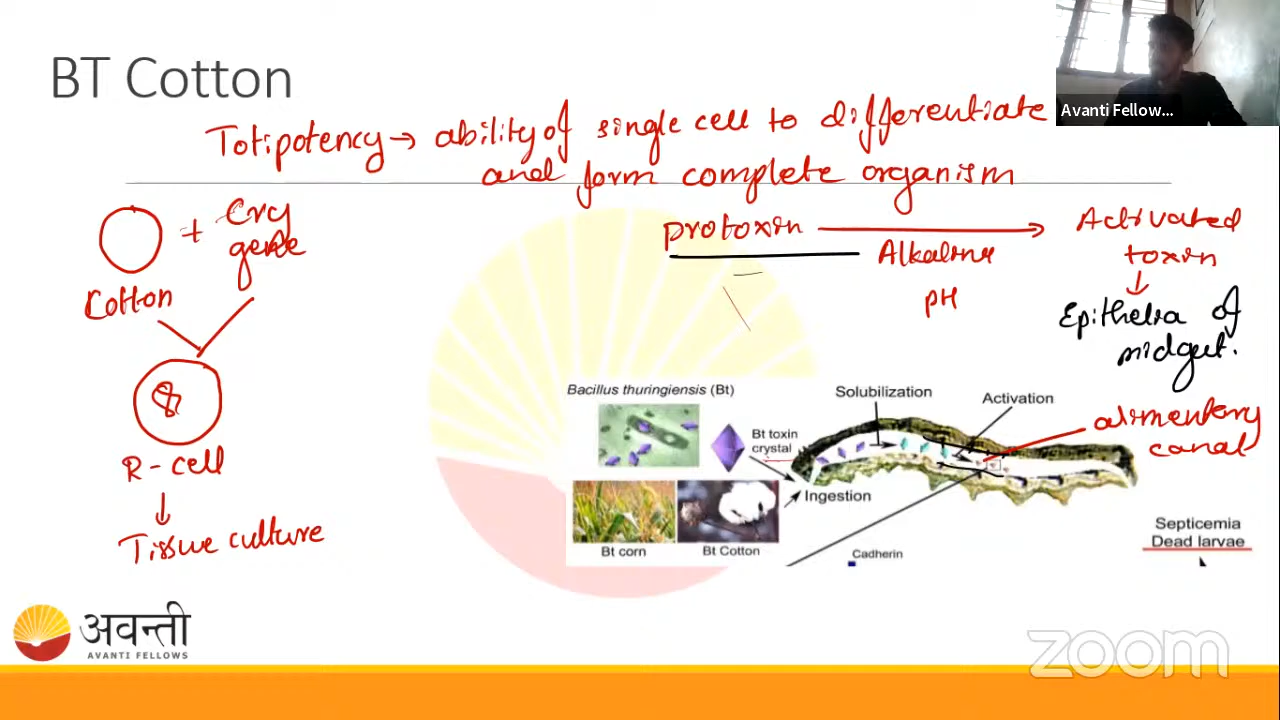 BT Cotton
Avanti Fellow...
Totipotency → ability of single cell to differentiate
and form complete organism
Cotton + Cry gene
R-cell
↓
Tissue culture
protoxin → Activated toxin
Alkaline pH
↓
Epithelia of
midgut.
alimentary
canal
Bacillus thuringiensis (Bt)
Bt toxin
crystal
Solubilization
Activation
Ingestion
Bt corn
Bt Cotton
Cadherin
Septicemia
Dead larvae
अवन्ती
AVANTI FELLOWS
zoom